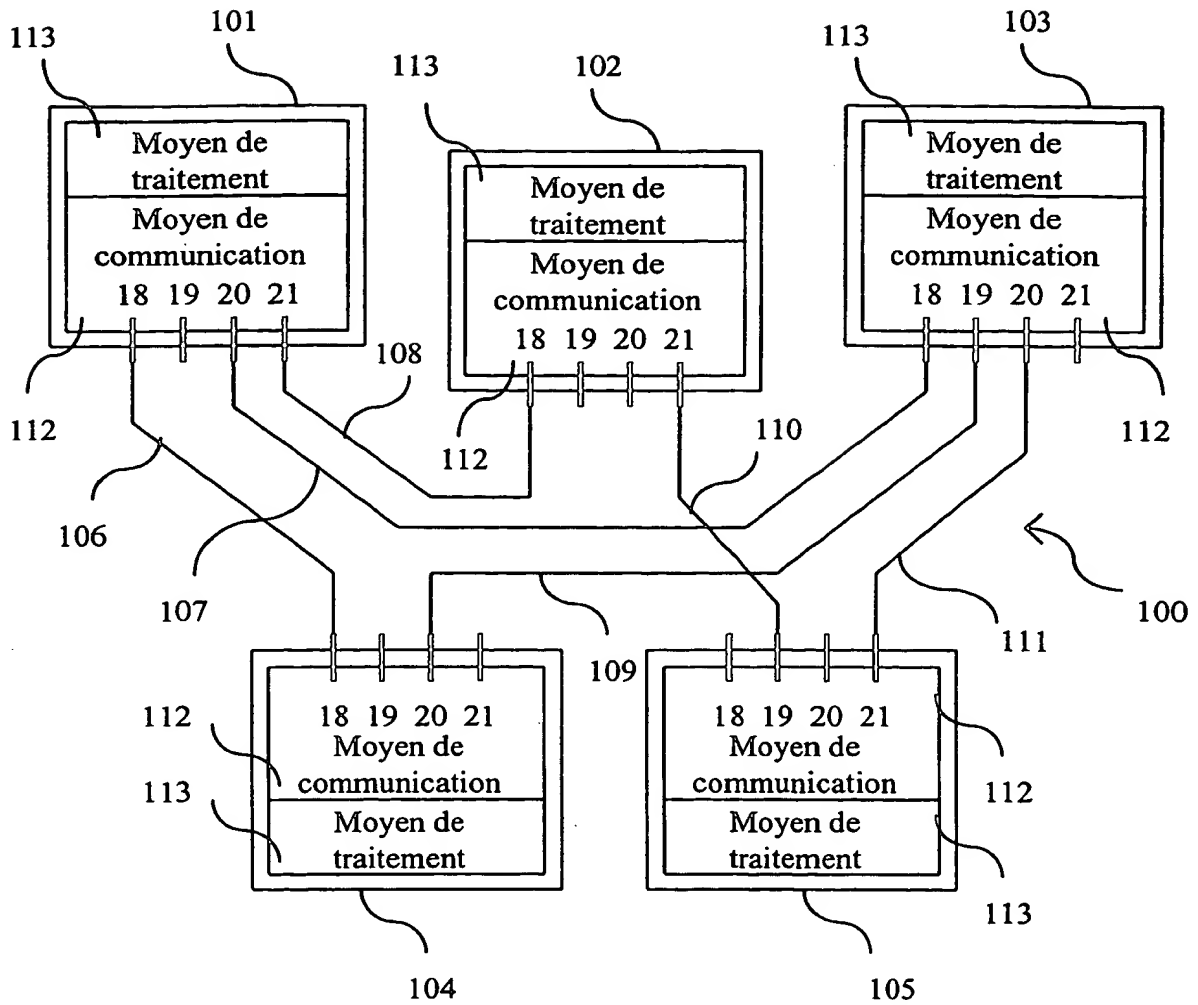 113
101
113
102
113
103
Moyen de
traitement
Moyen de
communication
18 19 20 21
Moyen de
traitement
Moyen de
communication
18 19 20 21
Moyen de
traitement
Moyen de
communication
18 19 20 21
112
108
112
110
112
106
107
109
111
100
18 19 20 21
Moyen de
communication
Moyen de
traitement
112
113
18 19 20 21
Moyen de
communication
Moyen de
traitement
112
113
104
105